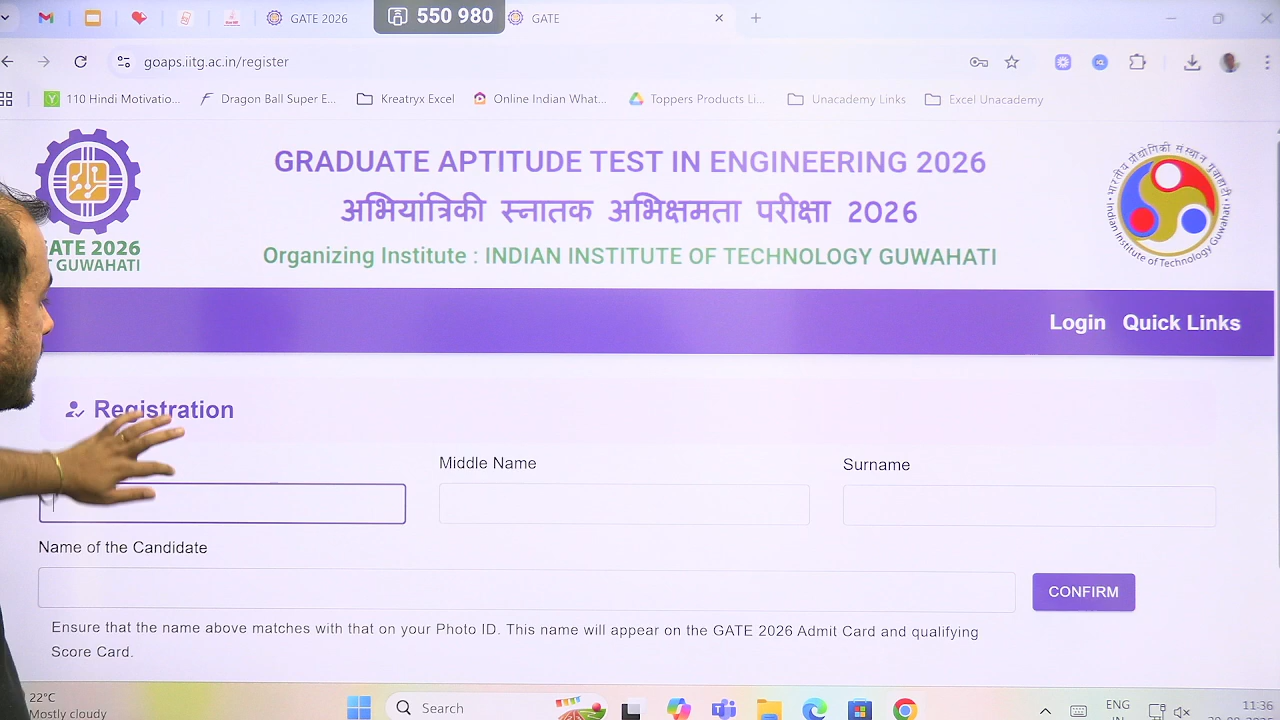 GATE 2026
550 980
GATE
goaps.iitg.ac.in/register
110 Hindi Motivatio...
Dragon Ball Super E...
Kreatryx Excel
Online Indian What...
Toppers Products Li...
Unacademy Links
Excel Unacademy
GRADUATE APTITUDE TEST IN ENGINEERING 2026
अभियांत्रिकी स्नातक अभिक्षमता परीक्षा 2026
Organizing Institute : INDIAN INSTITUTE OF TECHNOLOGY GUWAHATI
ATE 2026
GUWAHATI
भारतीय प्रौद्योगिकी संस्थान गुवाहाटी
Indian Institute of Technology Guwahati
Login Quick Links
Registration
Middle Name
Surname
Name of the Candidate
CONFIRM
Ensure that the name above matches with that on your Photo ID. This name will appear on the GATE 2026 Admit Card and qualifying
Score Card.
22°C
Mostly cloudy
Search
ENG
11:36